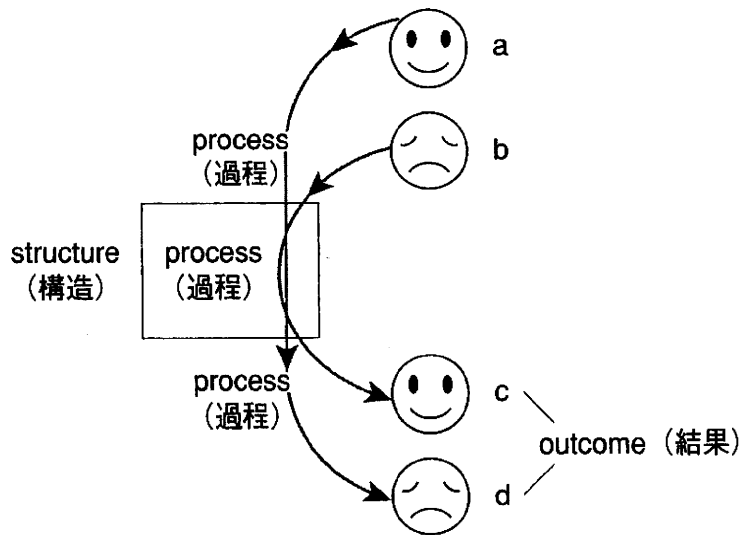 a
process
（過程）
b
structure
（構造）
process
（過程）
process
（過程）
c
outcome（結果）
d